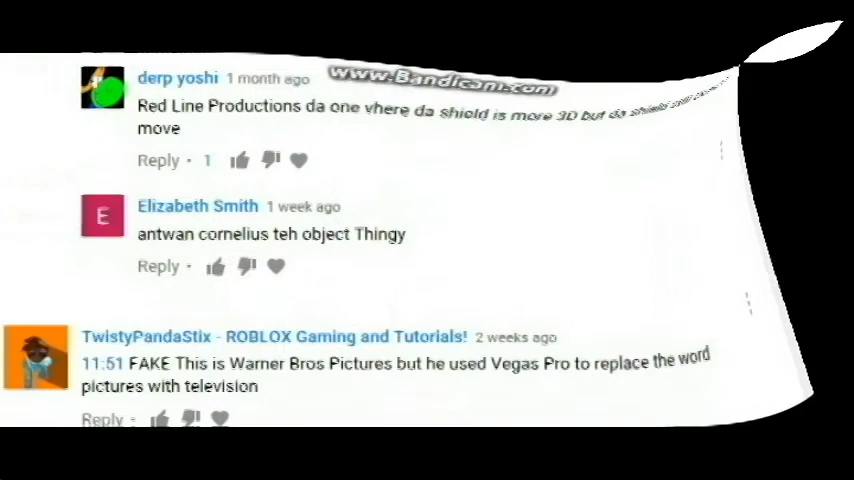 www.Bandicam.com
derp yoshi 1 month ago
Red Line Productions da one vhere da shield is more 3D but da shield
move
Reply · 1
E
Elizabeth Smith 1 week ago
antwan cornelius teh object Thingy
Reply ·
TwistyPandaStix - ROBLOX Gaming and Tutorials! 2 weeks ago
11:51 FAKE This is Warner Bros Pictures but he used Vegas Pro to replace the word
pictures with television
Reply ·